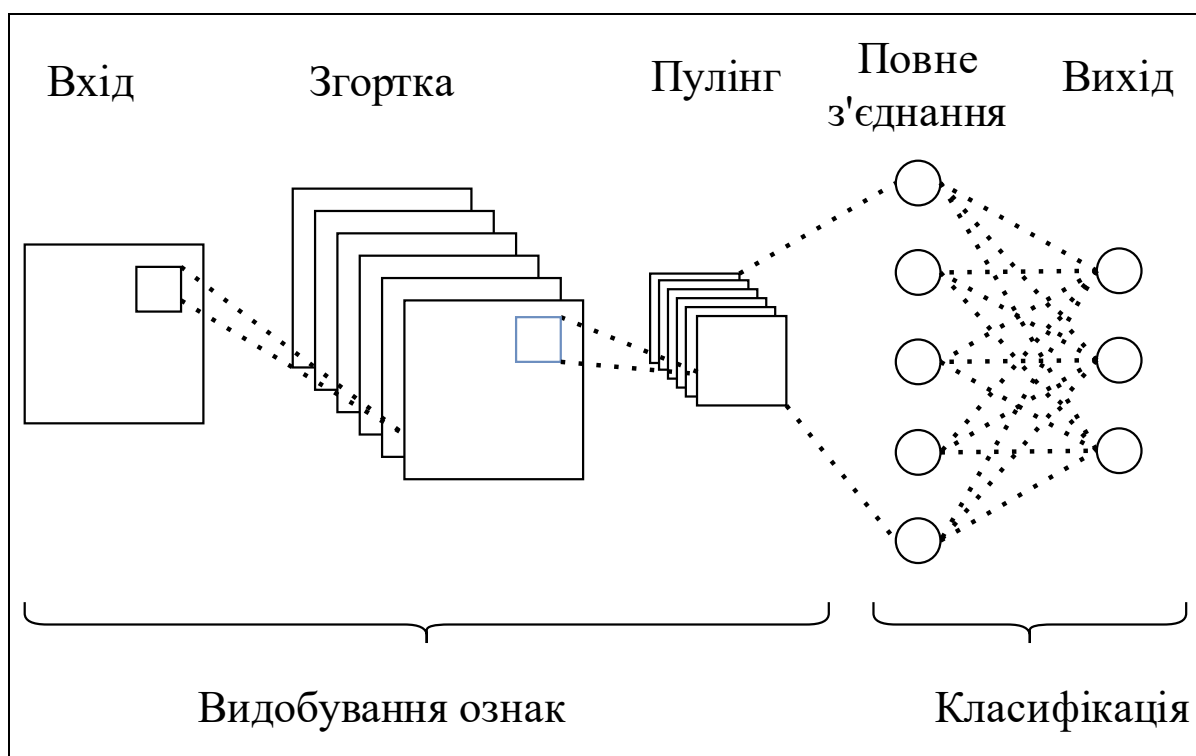 Вхід
Згортка
Пулінг
Повне
з'єднання
Вихід
Видобування ознак
Класифікація